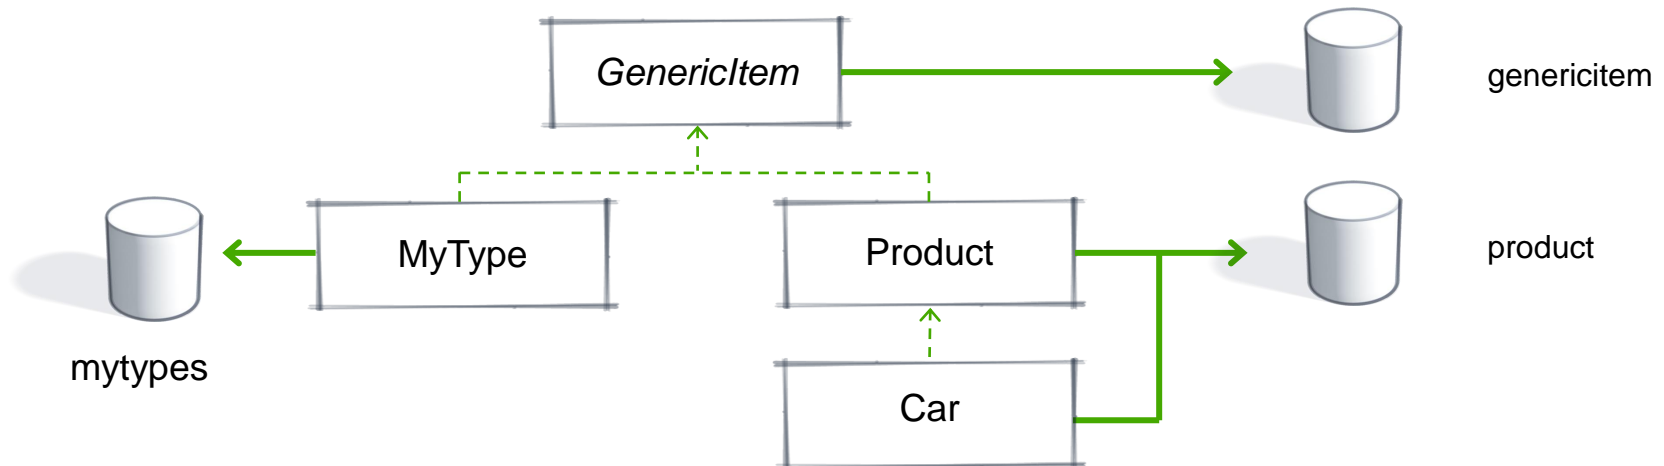 GenericItem
genericitem
MyType
Product
product
mytypes
Car